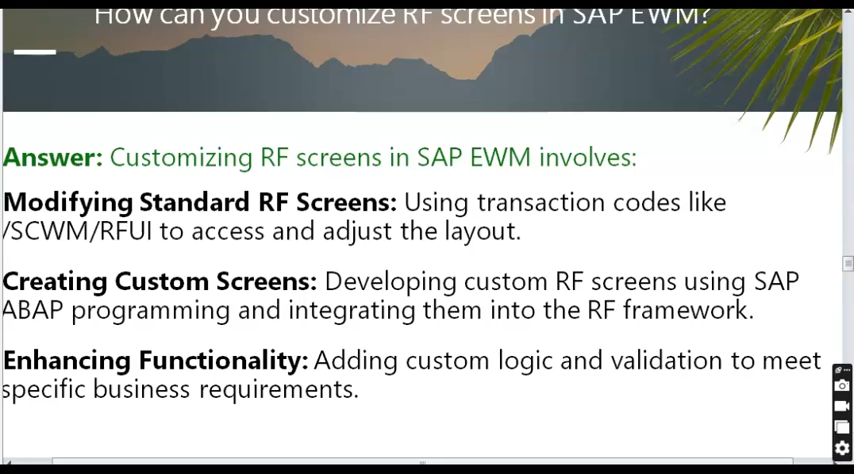 How can you customize RF screens in SAP EWM?
Answer: Customizing RF screens in SAP EWM involves:
Modifying Standard RF Screens: Using transaction codes like
/SCWM/RFUI to access and adjust the layout.
Creating Custom Screens: Developing custom RF screens using SAP
ABAP programming and integrating them into the RF framework.
Enhancing Functionality: Adding custom logic and validation to meet
specific business requirements.